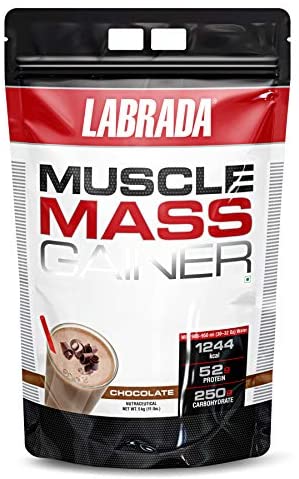 LABRADA
MUSCLE
MASS
GAINER
1244
kcal
52g
PROTEIN
250g
CARBOHYDRATE
CHOCOLATE
NUTRACEUTICAL
NET WT. 5 kg (11 lbs.)